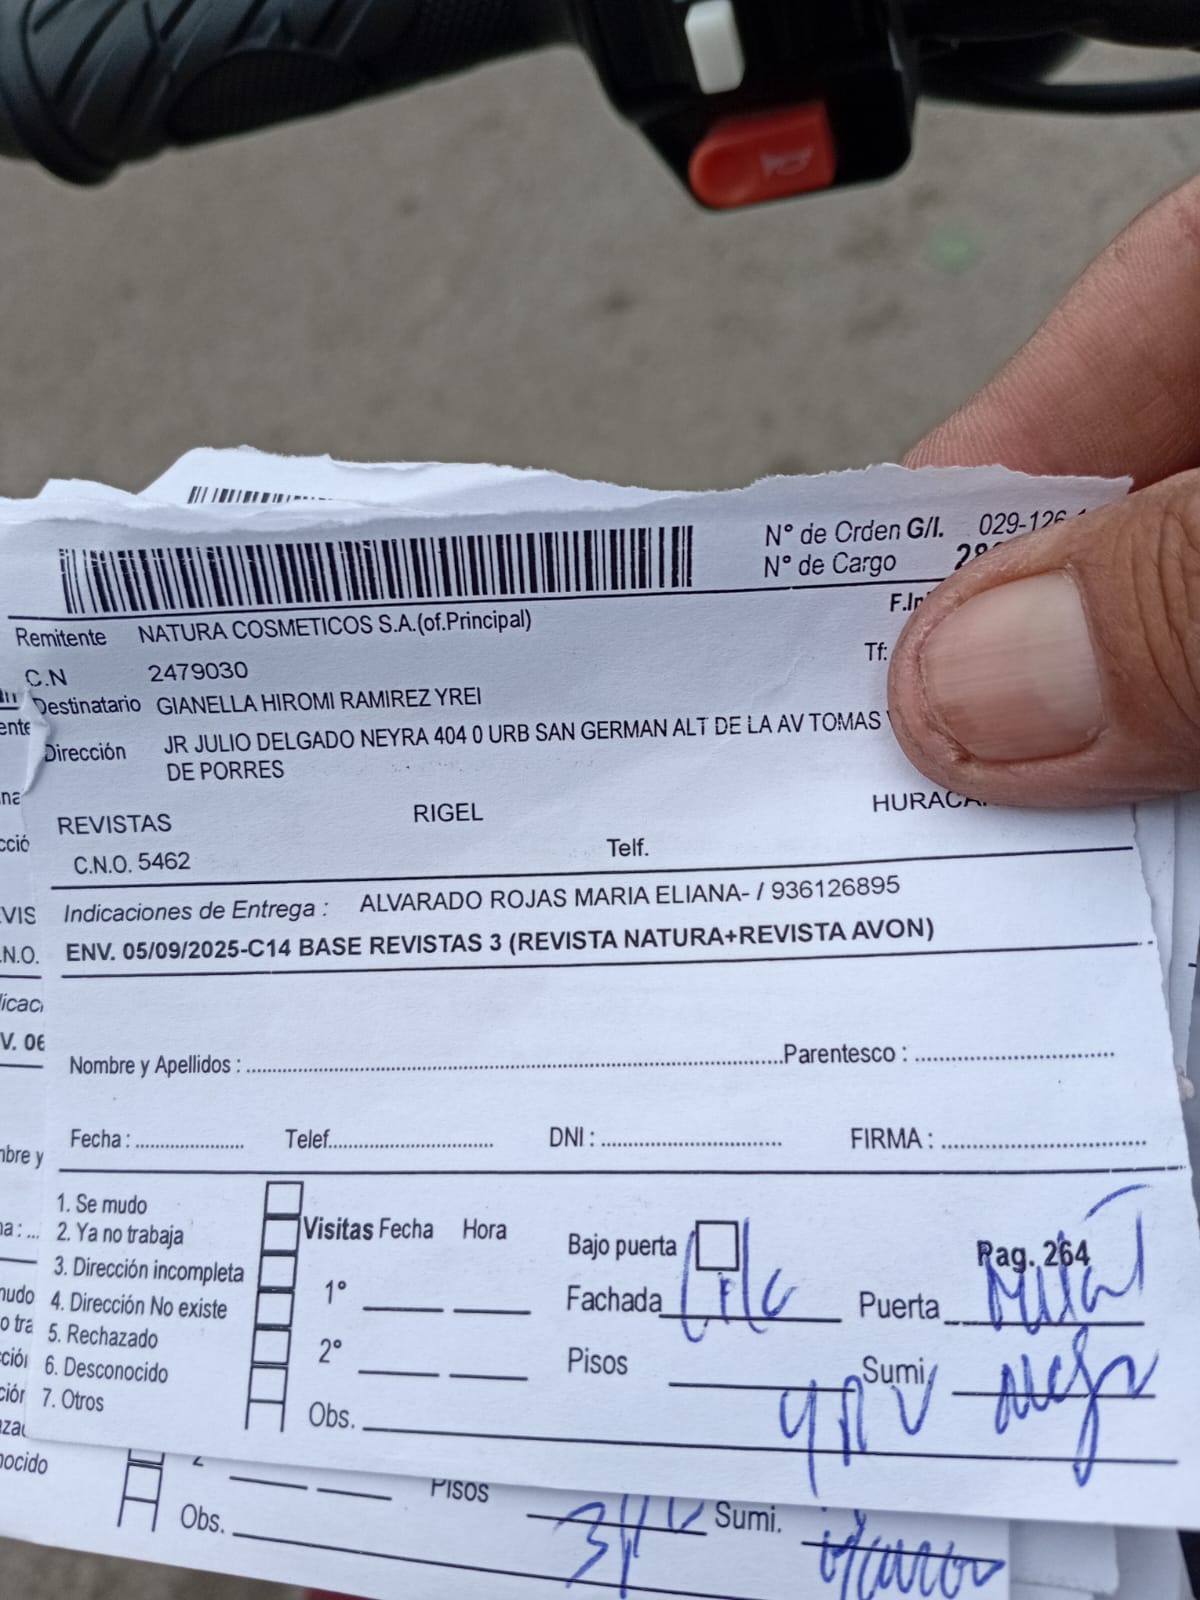 N° de Orden G/I. 029-126
N° de Cargo
Remitente NATURA COSMETICOS S.A.(of.Principal)
C.N 2479030
Tf:
Destinatario GIANELLA HIROMI RAMIREZ YREI
Dirección JR JULIO DELGADO NEYRA 404 0 URB SAN GERMAN ALT DE LA AV TOMAS
DE PORRES
REVISTAS RIGEL HURACA
C.N.O. 5462 Telf.
Indicaciones de Entrega : ALVARADO ROJAS MARIA ELIANA- / 936126895
ENV. 05/09/2025-C14 BASE REVISTAS 3 (REVISTA NATURA+REVISTA AVON)
Nombre y Apellidos : Parentesco :
Fecha : Telef. DNI : FIRMA :
1. Se mudo
2. Ya no trabaja
3. Dirección incompleta
4. Dirección No existe
5. Rechazado
6. Desconocido
7. Otros
Visitas Fecha Hora
1°
2°
Obs.
Bajo puerta Pag. 264
Fachada Puerta
Pisos Sumi.
Pisos Sumi.
Obs.